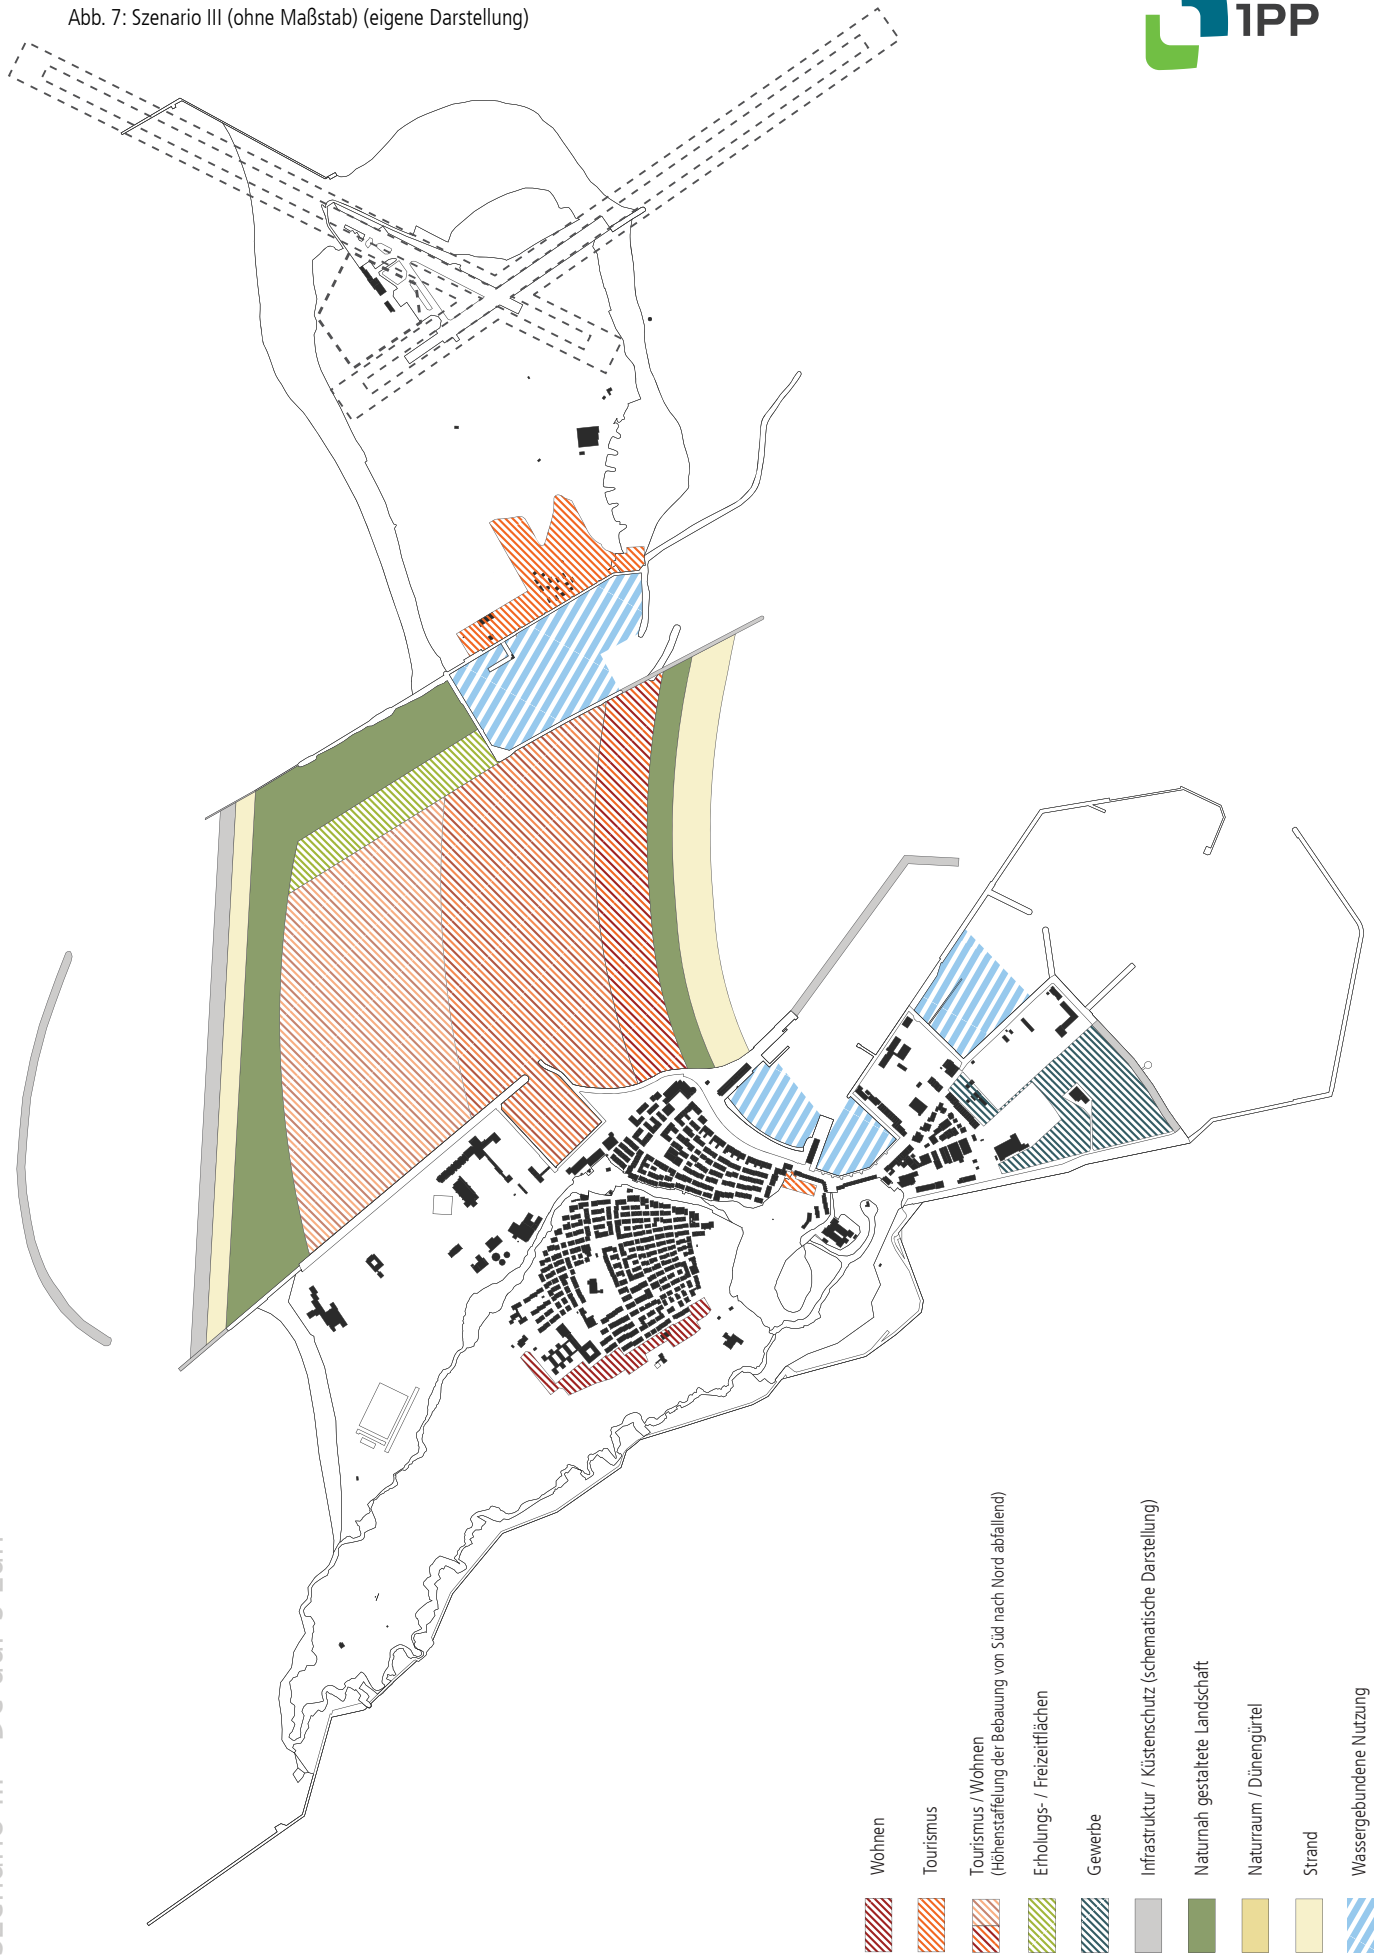 Abb. 7: Szenario III (ohne Maßstab) (eigene Darstellung)
1PP
Wohnen
Tourismus
Tourismus / Wohnen
(Höhenstaffelung der Bebauung von Süd nach Nord abfallend)
Erholungs- / Freizeitflächen
Gewerbe
Infrastruktur / Küstenschutz (schematische Darstellung)
Naturnah gestaltete Landschaft
Naturraum / Dünengürtel
Strand
Wassergebundene Nutzung